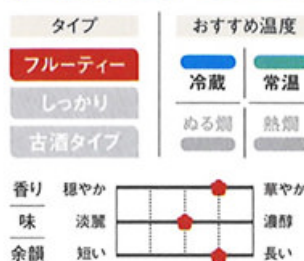 タイプ
フルーティー
しっかり
古酒タイプ
おすすめ温度
冷蔵 常温
ぬる燗 熱燗
香り 穏やか 華やか
味 淡麗 濃醇
余韻 短い 長い